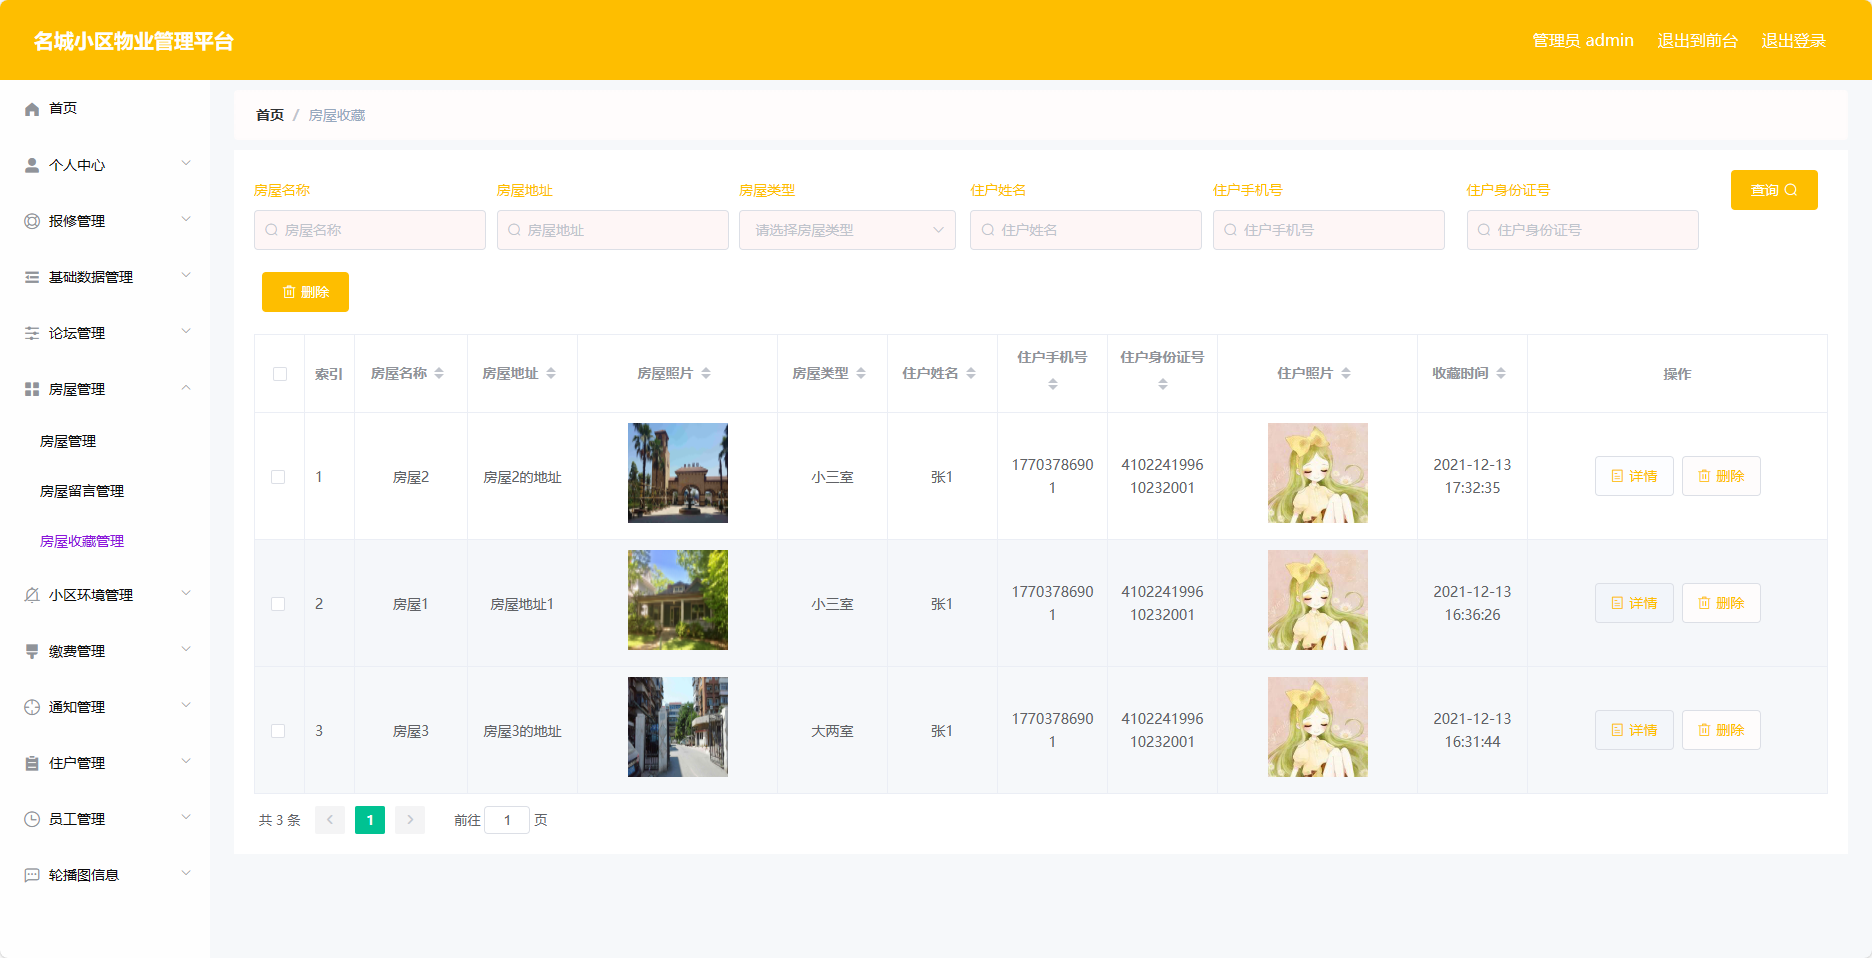 名城小区物业管理平台
管理员 admin 退出到前台 退出登录
首页
个人中心
报修管理
基础数据管理
论坛管理
房屋管理
房屋管理
房屋留言管理
房屋收藏管理
小区环境管理
缴费管理
通知管理
住户管理
员工管理
轮播图信息
首页 / 房屋收藏
房屋名称 房屋地址 房屋类型 住户姓名 住户手机号 住户身份证号
房屋名称 房屋地址 请选择房屋类型 住户姓名 住户手机号 住户身份证号
查询
删除
索引 房屋名称 房屋地址 房屋照片 房屋类型 住户姓名 住户手机号 住户身份证号 住户照片 收藏时间 操作
1 房屋2 房屋2的地址 小三室 张1 1770378690 4102241996 2021-12-13 详情 删除
1 10232001 17:32:35
2 房屋1 房屋地址1 小三室 张1 1770378690 4102241996 2021-12-13 详情 删除
1 10232001 16:36:26
3 房屋3 房屋3的地址 大两室 张1 1770378690 4102241996 2021-12-13 详情 删除
1 10232001 16:31:44
共 3 条 1 前往 1 页